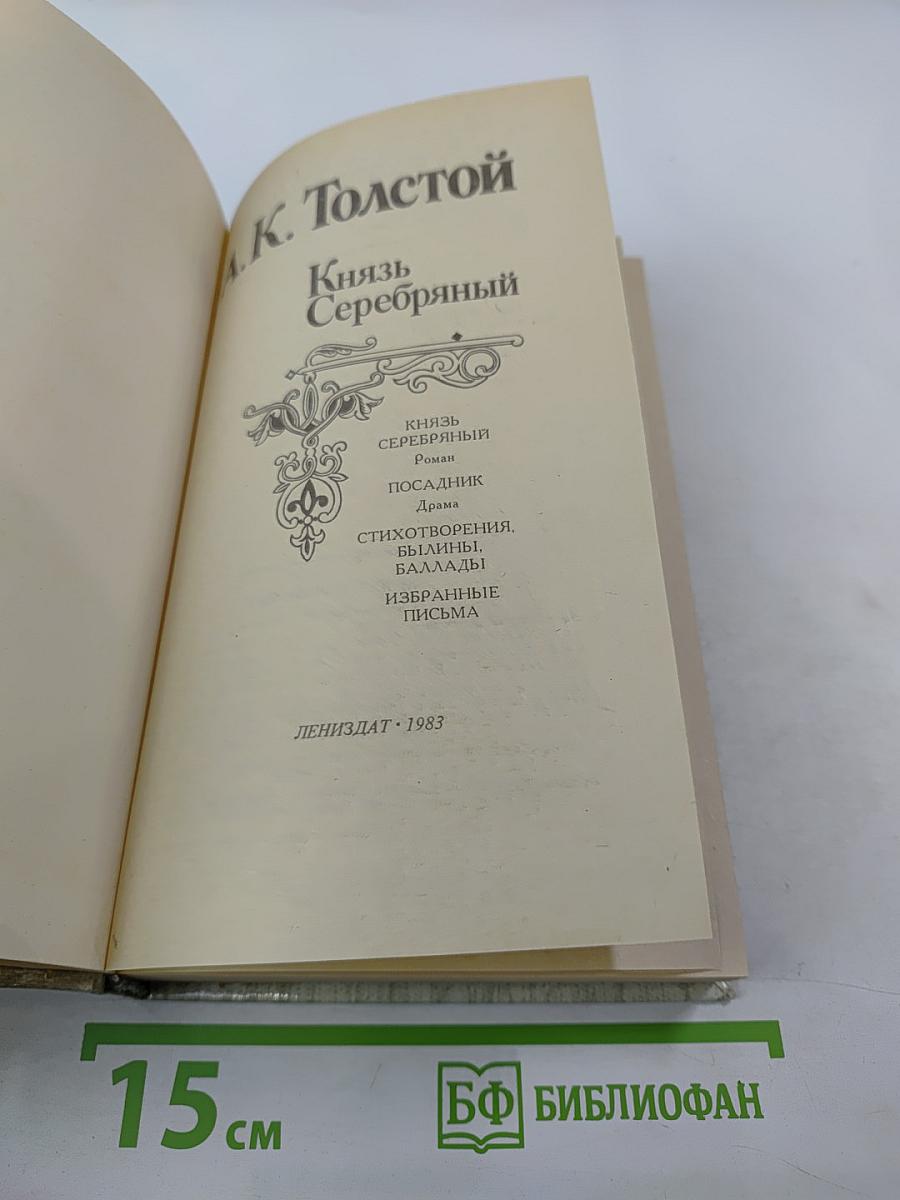 А. К. Толстой
Князь
Серебряный
КНЯЗЬ
СЕРЕБРЯНЫЙ
Роман
ПОСАДНИК
Драма
СТИХОТВОРЕНИЯ,
БЫЛИНЫ,
БАЛЛАДЫ
ИЗБРАННЫЕ
ПИСЬМА
ЛЕНИЗДАТ · 1983
15 см
БФ БИБЛИОФАН